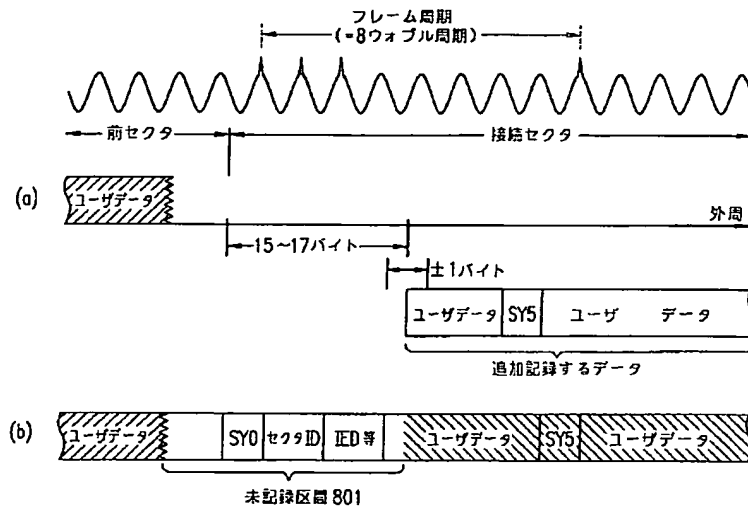 フレーム周期
(=8ウォブル周期)
前セクタ
接続セクタ
(a)
ユーザデータ
外周
15~17バイト
±1バイト
ユーザデータ SY5 ユーザ データ
追加記録するデータ
(b)
ユーザデータ SY0 セクタID IED等 ユーザデータ SY5 ユーザデータ
未記録区間801